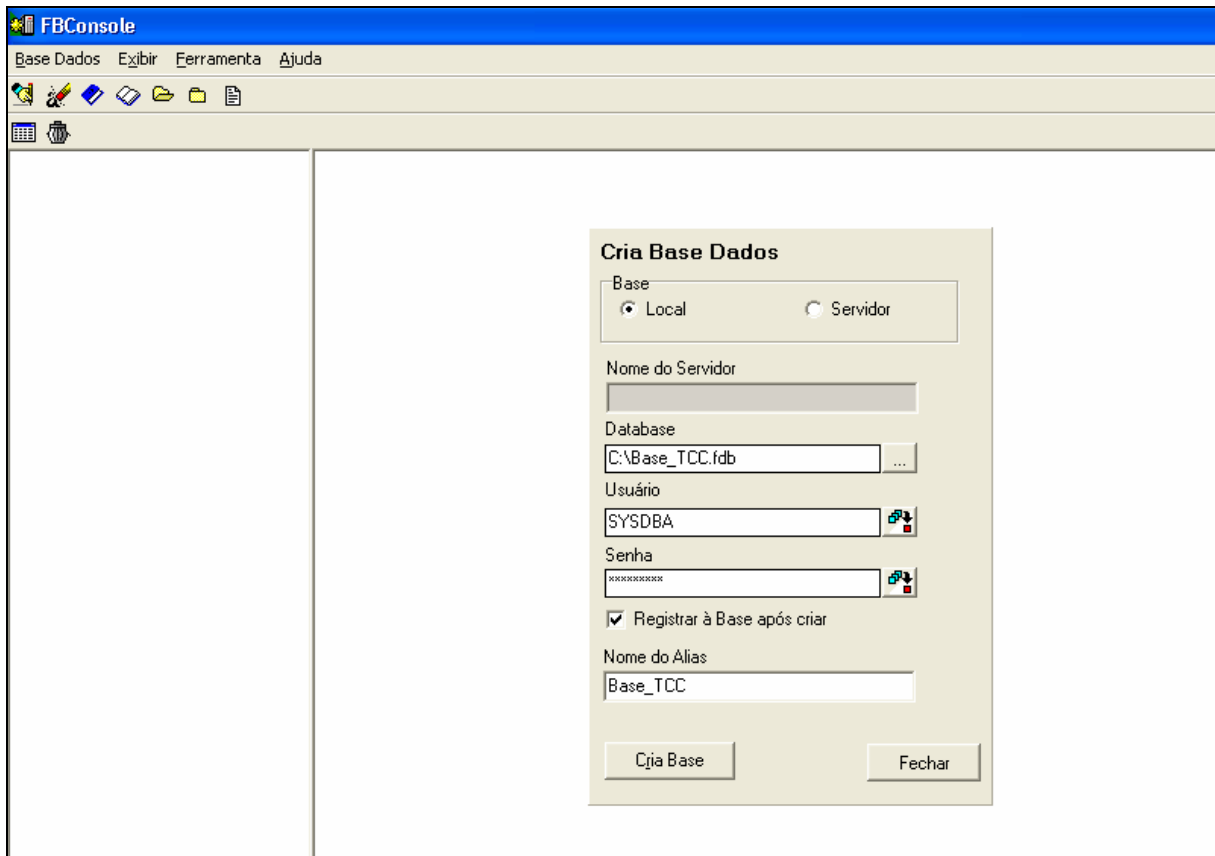 FBConsole
Base Dados Exibir Ferramenta Ajuda
Cria Base Dados
Base
Local Servidor
Nome do Servidor
Database
C:\Base_TCC.fdb ...
Usuário
SYSDBA
Senha
*********
Registrar à Base após criar
Nome do Alias
Base_TCC
Cria Base Fechar